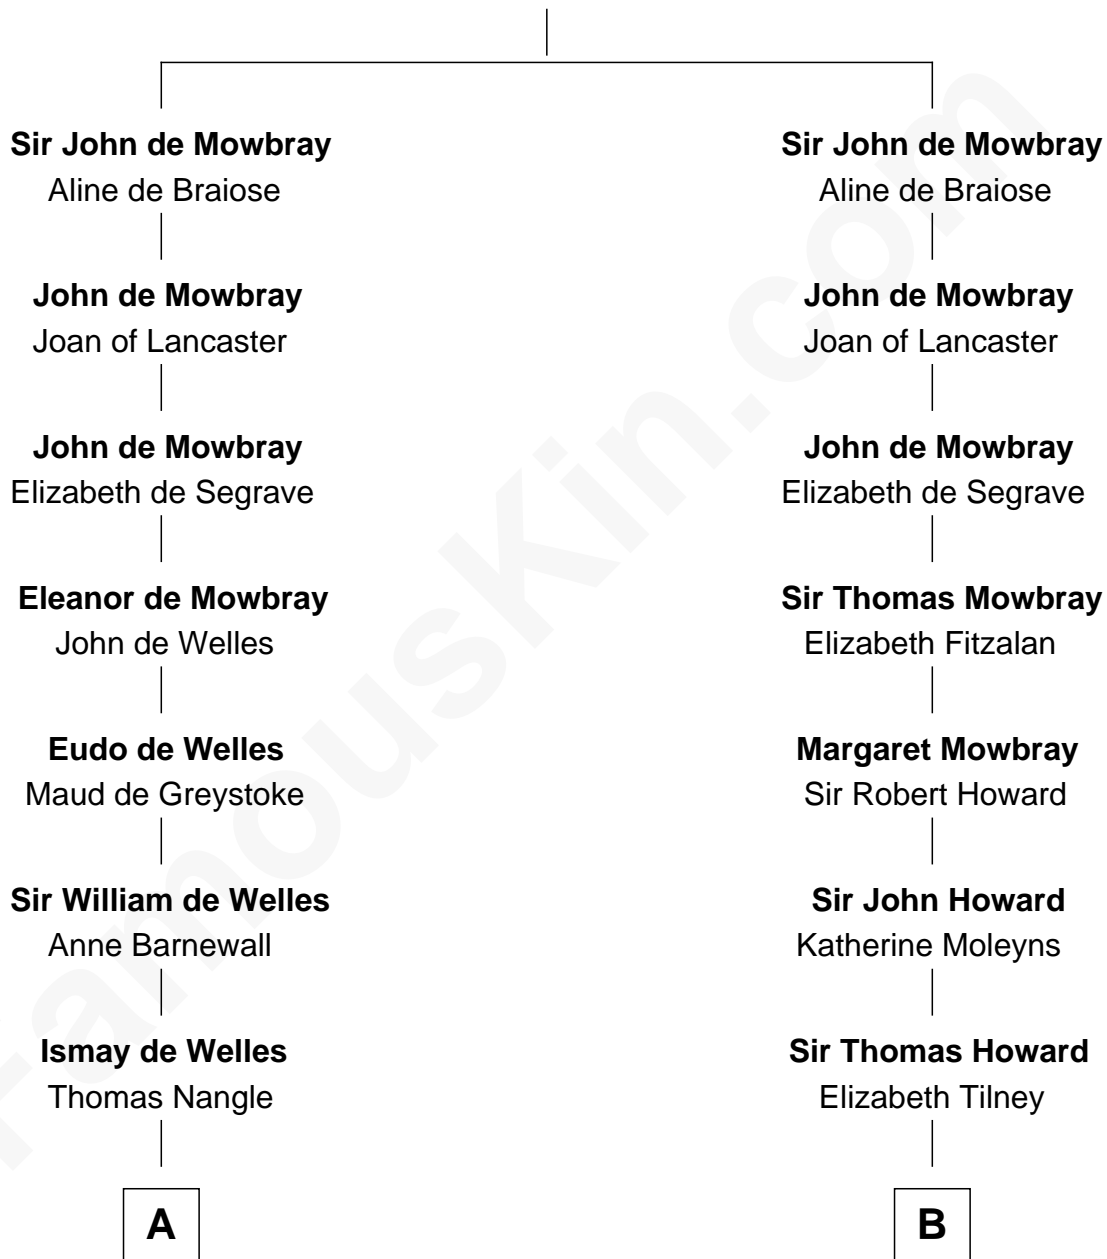 Sir John de Mowbray
Aline de Braiose
John de Mowbray
Joan of Lancaster
John de Mowbray
Elizabeth de Segrave
Eleanor de Mowbray
John de Welles
Eudo de Welles
Maud de Greystoke
Sir William de Welles
Anne Barnewall
Ismay de Welles
Thomas Nangle
A
Sir John de Mowbray
Aline de Braiose
John de Mowbray
Joan of Lancaster
John de Mowbray
Elizabeth de Segrave
Sir Thomas Mowbray
Elizabeth Fitzalan
Margaret Mowbray
Sir Robert Howard
Sir John Howard
Katherine Moleyns
Sir Thomas Howard
Elizabeth Tilney
B
FamousKin.com